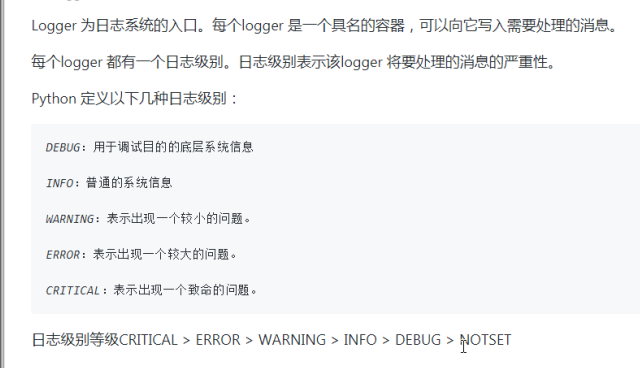 Logger 为日志系统的入口。每个logger 是一个具名的容器，可以向它写入需要处理的消息。
每个logger 都有一个日志级别。日志级别表示该logger 将要处理的消息的严重性。
Python 定义以下几种日志级别：
DEBUG：用于调试目的的底层系统信息
INFO：普通的系统信息
WARNING：表示出现一个较小的问题。
ERROR：表示出现一个较大的问题。
CRITICAL：表示出现一个致命的问题。
日志级别等级CRITICAL > ERROR > WARNING > INFO > DEBUG > NOTSET